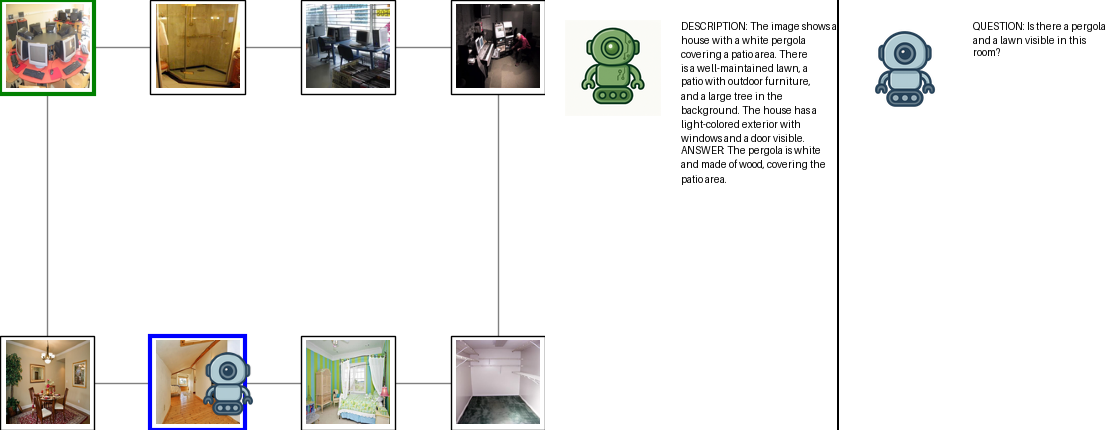 DESCRIPTION: The image shows a
house with a white pergola
covering a patio area. There
is a well-maintained lawn, a
patio with outdoor furniture,
and a large tree in the
background. The house has a
light-colored exterior with
windows and a door visible.
ANSWER: The pergola is white
and made of wood, covering the
patio area.
QUESTION: Is there a pergola
and a lawn visible in this
room?